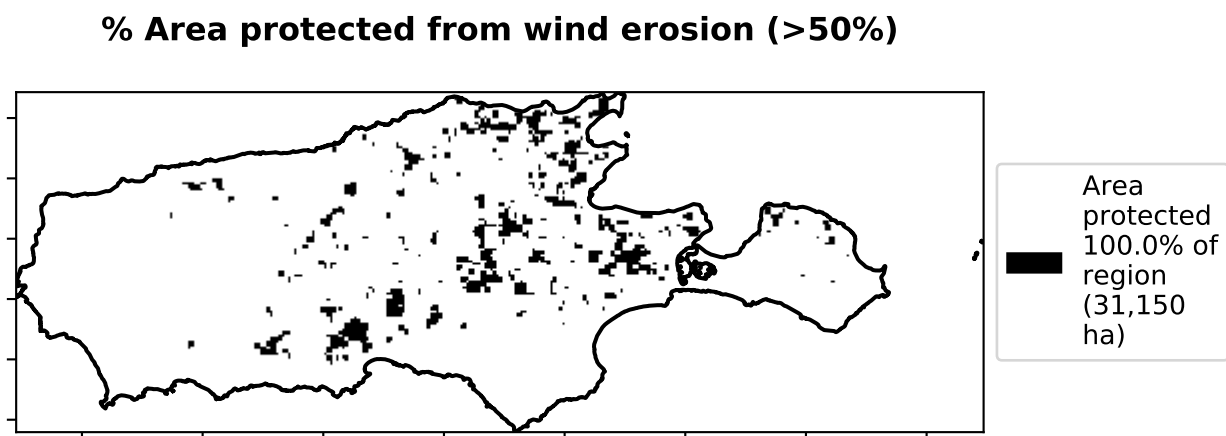 % Area protected from wind erosion (>50%)
Area
protected
100.0% of
region
(31,150
ha)